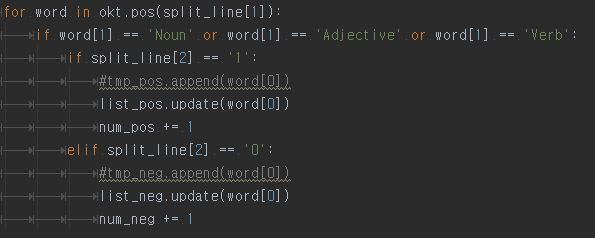 for word in okt.pos(split_line[1]):
if word[1] == 'Noun' or word[1] == 'Adjective' or word[1] == 'Verb':
if split_line[2] == '1':
#tmp_pos.append(word[0])
list_pos.update(word[0])
num_pos += 1
elif split_line[2] == '0':
#tmp_neg.append(word[0])
list_neg.update(word[0])
num_neg += 1